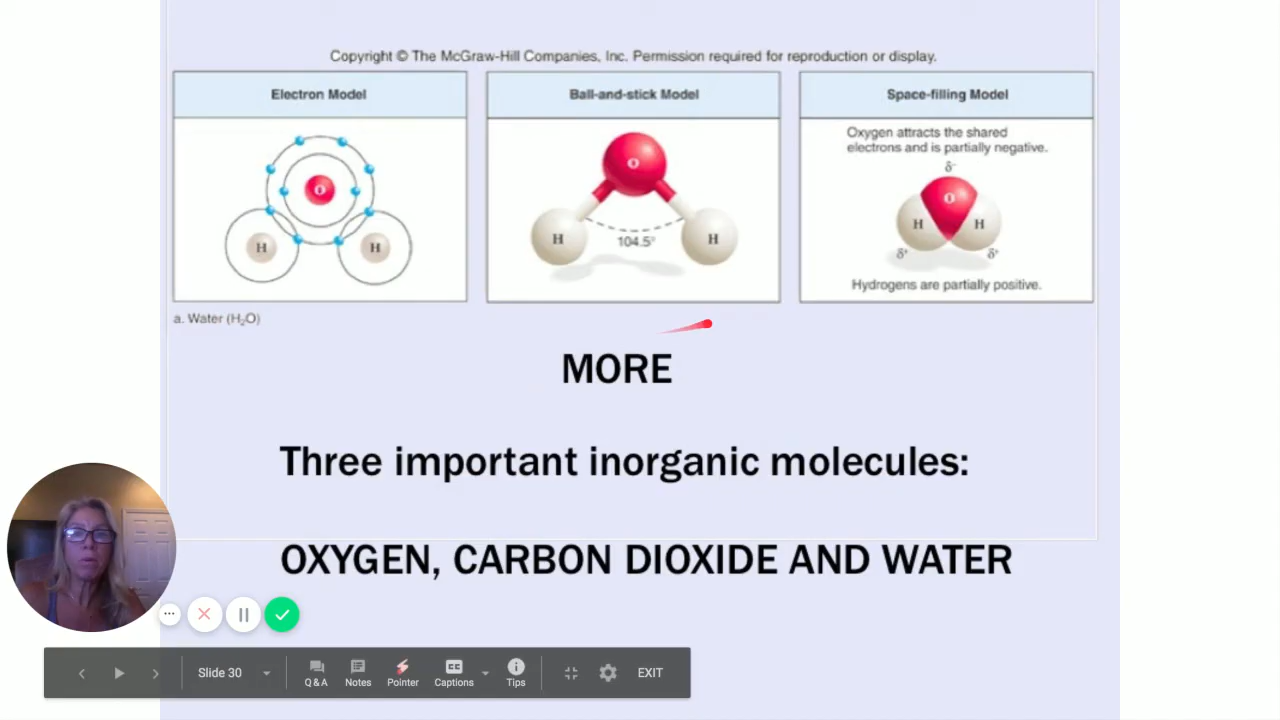 Copyright © The McGraw-Hill Companies, Inc. Permission required for reproduction or display.
Electron Model
Ball-and-stick Model
Space-filling Model
O
H
H
O
H
H
104.5°
Oxygen attracts the shared
electrons and is partially negative.
δ⁻
O
H
H
δ⁺
δ⁺
Hydrogens are partially positive.
a. Water (H₂O)
MORE
Three important inorganic molecules:
OXYGEN, CARBON DIOXIDE AND WATER
Slide 30
Q&A
Notes
Pointer
CC
Captions
Tips
EXIT